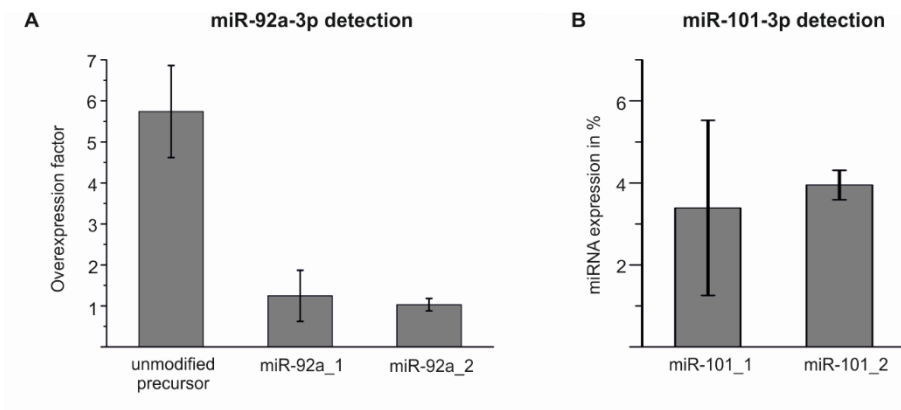 A
miR-92a-3p detection
Overexpression factor
7
6
5
4
3
2
1
unmodified
precursor
miR-92a_1
miR-92a_2
B
miR-101-3p detection
miRNA expression in %
6
4
2
miR-101_1
miR-101_2